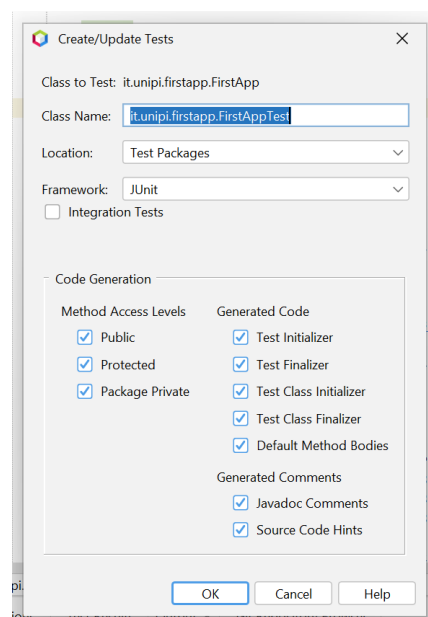 Create/Update Tests
Class to Test: it.unipi.firstapp.FirstApp
Class Name: it.unipi.firstapp.FirstAppTest
Location: Test Packages
Framework: JUnit
Integration Tests
Code Generation
Method Access Levels
Public
Protected
Package Private
Generated Code
Test Initializer
Test Finalizer
Test Class Initializer
Test Class Finalizer
Default Method Bodies
Generated Comments
Javadoc Comments
Source Code Hints
OK Cancel Help
pi.